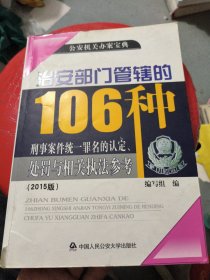 公安机关办案宝典
治安部门管辖的
106种
刑事案件统一罪名的认定、
处罚与相关执法参考
(2015版)
编写组 编
ZHIAN BUMEN GUANXIA DE
CHUFA YU XIANGGUAN ZHIFA CANKAO
中国人民公安大学出版社